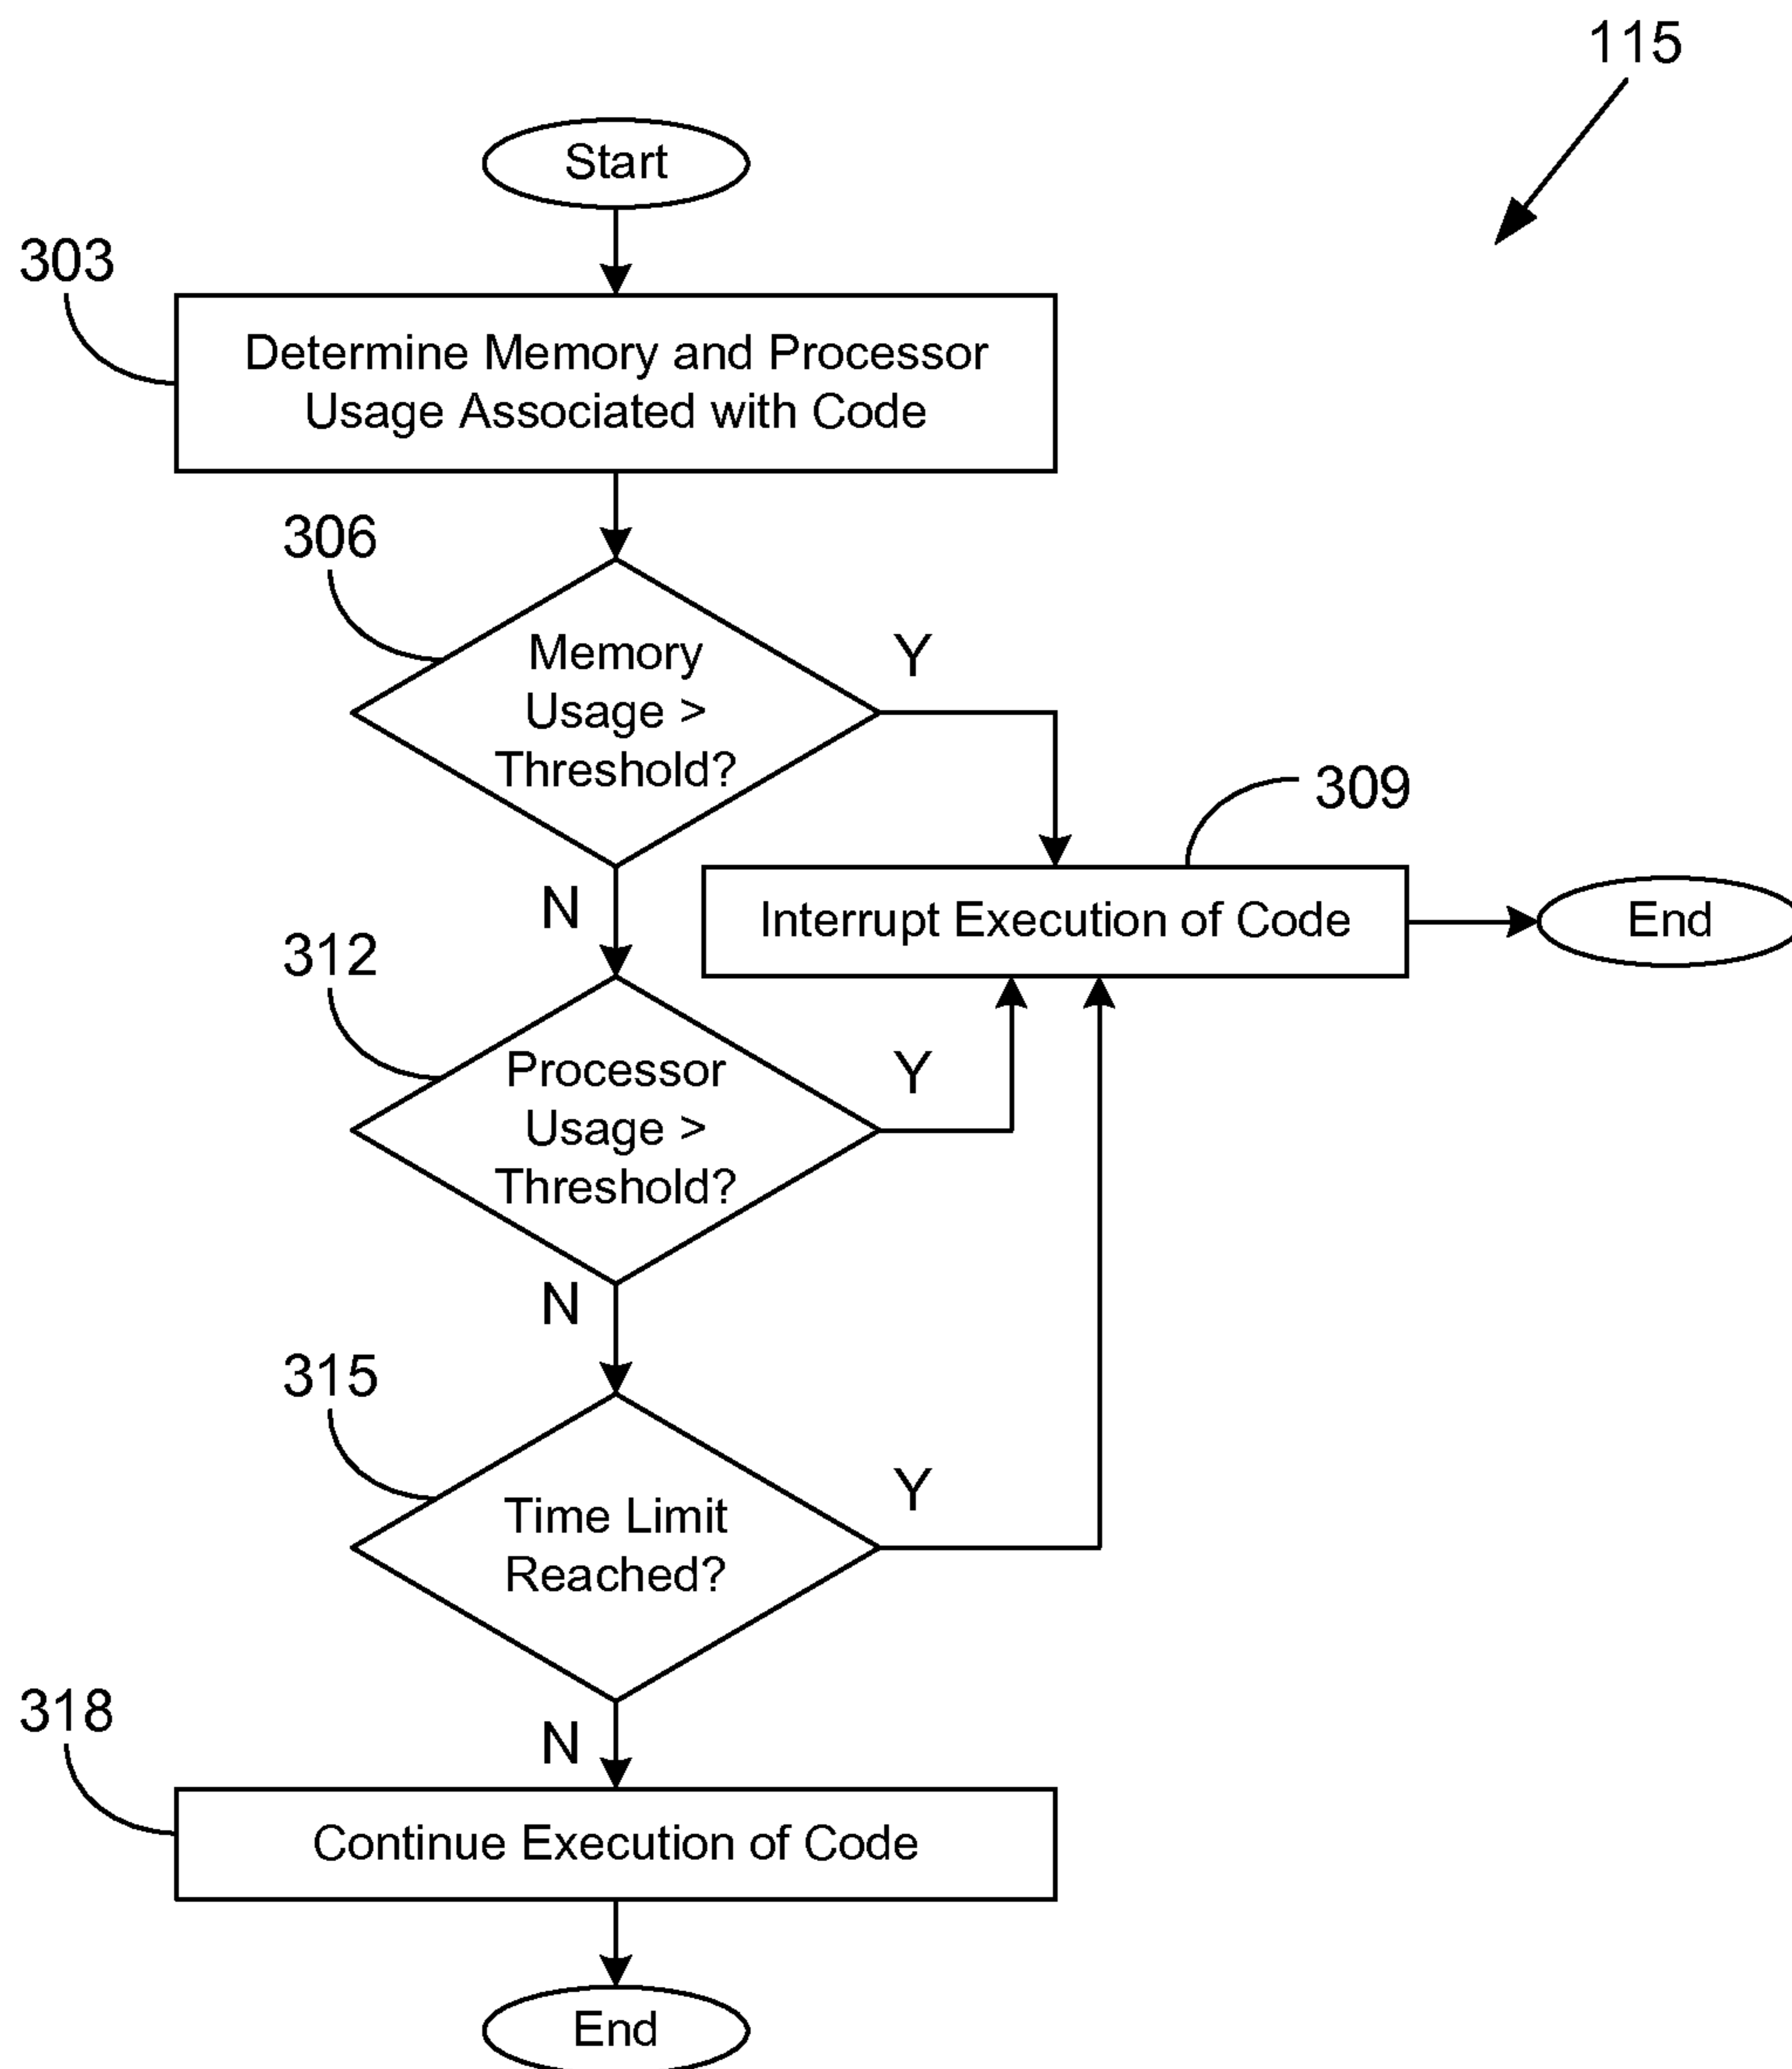 115
Start
303
Determine Memory and Processor
Usage Associated with Code
306
Memory
Usage >
Threshold?
Y
309
N
Interrupt Execution of Code
End
312
Processor
Usage >
Threshold?
Y
N
315
Time Limit
Reached?
Y
318
N
Continue Execution of Code
End